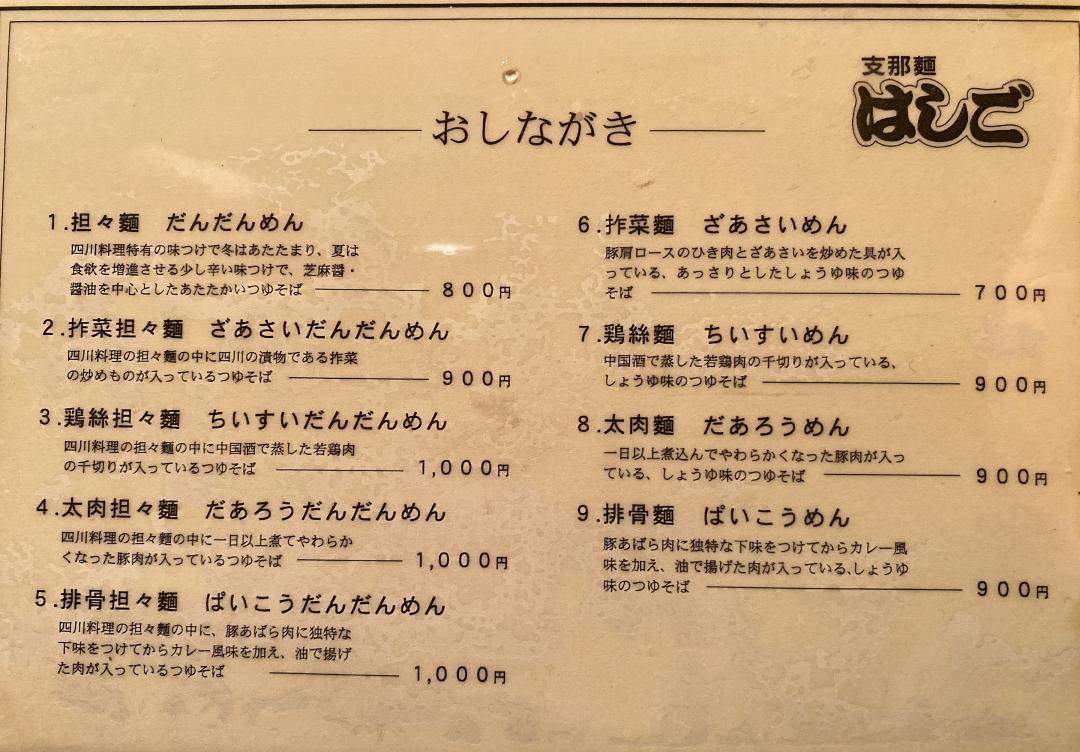 支那麵
はしご
おしながき
1.担々麵 だんだんめん
四川料理特有の味つけで冬はあたたまり、夏は
食欲を増進させる少し辛い味つけで、芝麻醤・
醤油を中心としたあたたかいつゆそば 800円
2.搾菜担々麵 ざあさいだんだんめん
四川料理の担々麵の中に四川の漬物である搾菜
の炒めものが入っているつゆそば 900円
3.鶏絲担々麵 ちいすいだんだんめん
四川料理の担々麵の中に中国酒で蒸した若鶏肉
の千切りが入っているつゆそば 1,000円
4.太肉担々麵 だあろうだんだんめん
四川料理の担々麵の中に一日以上煮てやわらか
くなった豚肉が入っているつゆそば 1,000円
5.排骨担々麵 ぱいこうだんだんめん
四川料理の担々麵の中に、豚あばら肉に独特な
下味をつけてからカレー風味を加え、油で揚げ
た肉が入っているつゆそば 1,000円
6.搾菜麵 ざあさいめん
豚肩ロースのひき肉とざあさいを炒めた具が入
っている、あっさりとしたしょうゆ味のつゆ
そば 700円
7.鶏絲麵 ちいすいめん
中国酒で蒸した若鶏肉の千切りが入っている、
しょうゆ味のつゆそば 900円
8.太肉麵 だあろうめん
一日以上煮込んでやわらかくなった豚肉が入っ
ている、しょうゆ味のつゆそば 900円
9.排骨麵 ぱいこうめん
豚あばら肉に独特な下味をつけてからカレー風
味を加え、油で揚げた肉が入っている、しょうゆ
味のつゆそば 900円